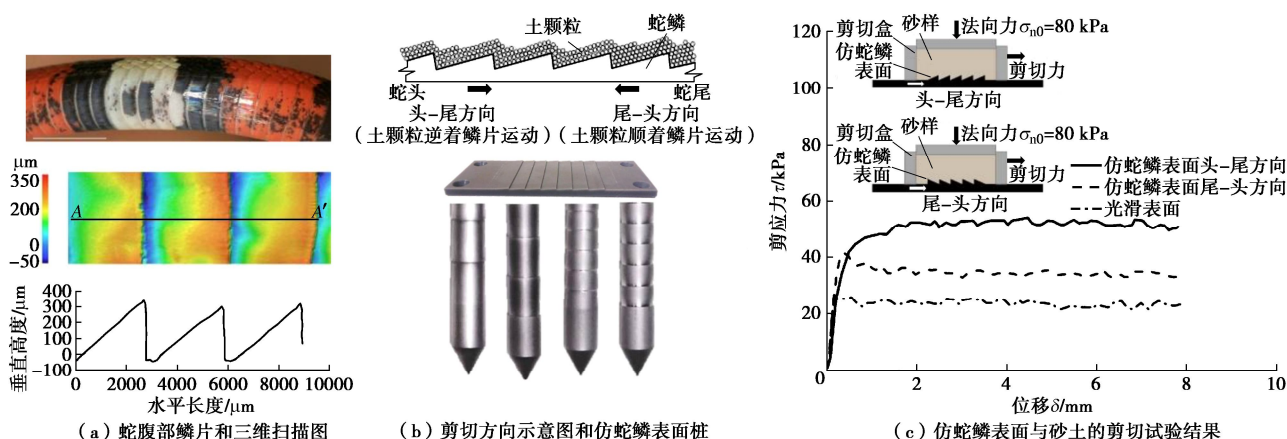 μm
350
200
0
-50
A
A′
垂直高度/μm
400
300
200
100
0
-100
0
2000
4000
6000
8000
10000
水平长度/μm
(a)蛇腹部鳞片和三维扫描图
土颗粒
蛇鳞
蛇头
蛇尾
头-尾方向
尾-头方向
(土颗粒逆着鳞片运动)
(土颗粒顺着鳞片运动)
(b)剪切方向示意图和仿蛇鳞表面桩
剪应力 τ/kPa
120
100
80
60
40
20
0
0
2
4
6
8
10
位移δ/mm
剪切盒
砂样
法向力σn0=80 kPa
仿蛇鳞
表面
剪切力
头-尾方向
剪切盒
砂样
法向力σn0=80 kPa
仿蛇鳞
表面
剪切力
尾-头方向
仿蛇鳞表面头-尾方向
仿蛇鳞表面尾-头方向
光滑表面
(c)仿蛇鳞表面与砂土的剪切试验结果